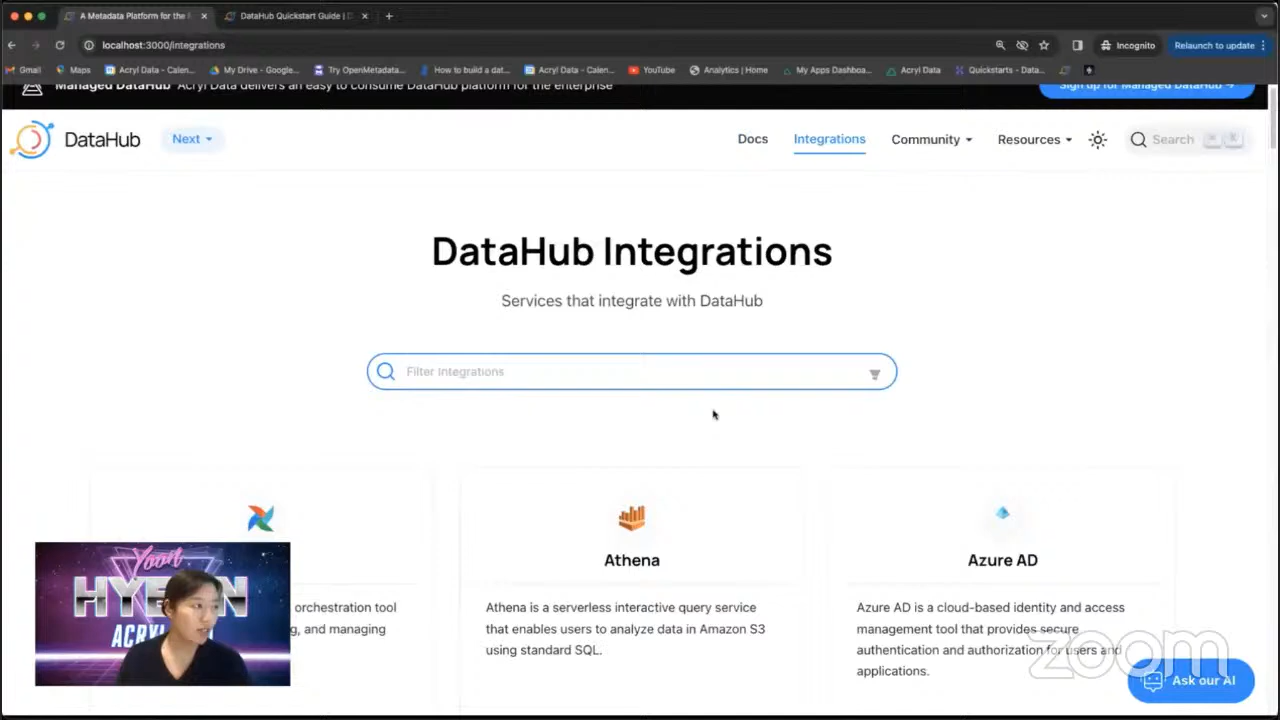 A Metadata Platform for the
DataHub Quickstart Guide | D
localhost:3000/integrations
Incognito
Relaunch to update
Gmail
Maps
Acryl Data - Calen...
My Drive - Google...
Try OpenMetadata...
How to build a dat...
Acryl Data - Calen...
YouTube
Analytics | Home
My Apps Dashboa...
Acryl Data
Quickstarts - Data...
Managed DataHub Acryl Data delivers an easy to consume DataHub platform for the enterprise
Sign up for Managed DataHub →
DataHub
Next
Docs
Integrations
Community
Resources
Search
K
DataHub Integrations
Services that integrate with DataHub
Filter Integrations
Athena
Azure AD
orchestration tool
g, and managing
Athena is a serverless interactive query service
that enables users to analyze data in Amazon S3
using standard SQL.
Azure AD is a cloud-based identity and access
management tool that provides secure
authentication and authorization for users and
applications.
Yoon
HYE N
ACRYL
zoom
Ask our AI